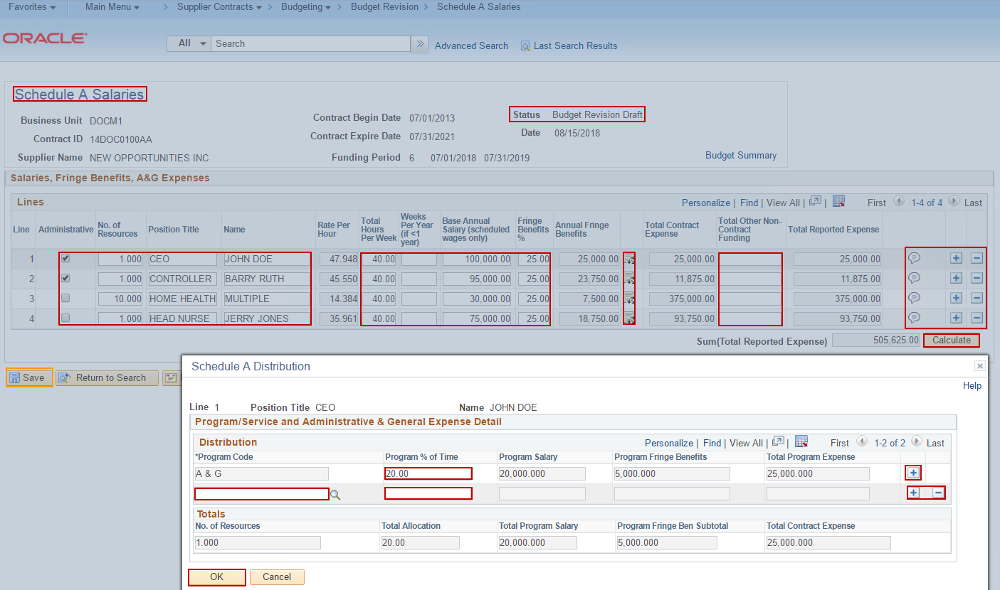 Favorites Main Menu > Supplier Contracts > Budgeting > Budget Revision > Schedule A Salaries
ORACLE
All Search Advanced Search Last Search Results
Schedule A Salaries
Business Unit DOCM1 Contract Begin Date 07/01/2013 Status Budget Revision Draft
Contract ID 14DOC0100AA Contract Expire Date 07/31/2021 Date 08/15/2018
Supplier Name NEW OPPORTUNITIES INC Funding Period 6 07/01/2018 07/31/2019 Budget Summary
Salaries, Fringe Benefits, A&G Expenses
Lines Personalize | Find | View All | | First 1-4 of 4 Last
Line Administrative No. of Resources Position Title Name Rate Per Hour Total Hours Per Week Weeks Per Year (if <1 year) Base Annual Salary (scheduled wages only) Fringe Benefits % Annual Fringe Benefits Total Contract Expense Total Other Non-Contract Funding Total Reported Expense
1 1.000 CEO JOHN DOE 47.948 40.00 100,000.00 25.00 25,000.00 25,000.00 25,000.00
2 1.000 CONTROLLER BARRY RUTH 45.550 40.00 95,000.00 25.00 23,750.00 11,875.00 11,875.00
3 10.000 HOME HEALTH MULTIPLE 14.384 40.00 30,000.00 25.00 7,500.00 375,000.00 375,000.00
4 1.000 HEAD NURSE JERRY JONES 35.961 40.00 75,000.00 25.00 18,750.00 93,750.00 93,750.00
Sum(Total Reported Expense) 505,625.00 Calculate
Save Return to Search
Schedule A Distribution
Help
Line 1 Position Title CEO Name JOHN DOE
Program/Service and Administrative & General Expense Detail
Distribution Personalize | Find | View All | | First 1-2 of 2 Last
*Program Code Program % of Time Program Salary Program Fringe Benefits Total Program Expense
A & G 20.00 20,000.000 5,000.000 25,000.000
Totals
No. of Resources Total Allocation Total Program Salary Program Fringe Ben Subtotal Total Contract Expense
1.000 20.00 20,000.000 5,000.000 25,000.000
OK Cancel